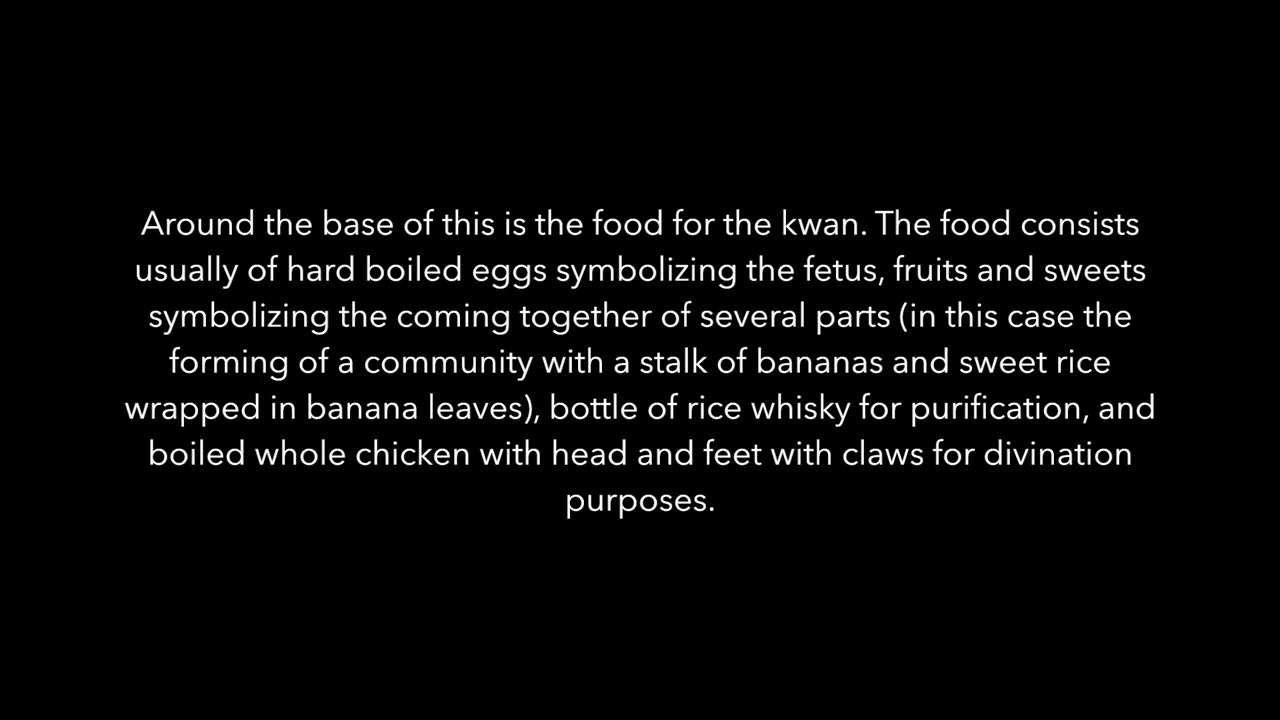 Around the base of this is the food for the kwan. The food consists
usually of hard boiled eggs symbolizing the fetus, fruits and sweets
symbolizing the coming together of several parts (in this case the
forming of a community with a stalk of bananas and sweet rice
wrapped in banana leaves), bottle of rice whisky for purification, and
boiled whole chicken with head and feet with claws for divination
purposes.